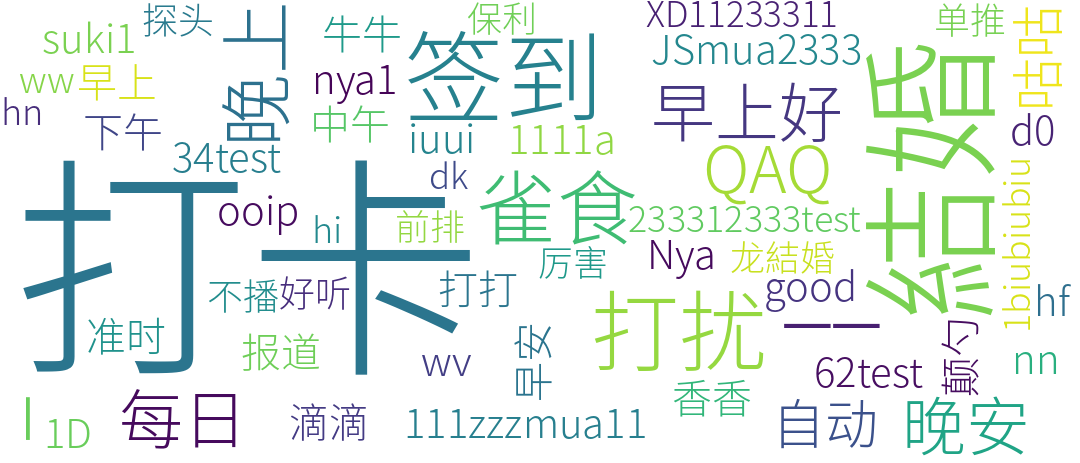 探头
保利
XD11233311
单推
咕咕
suki1
牛牛
签到
JSmua2333
結婚
ww早上
晚上
nya1
早上好
hn
下午
中午
iuui
1111a
d0
34test
QAQ
打卡
dk
雀食
1biubiubiu
ooip
hi
前排
233312333test
Nya
龙結婚
厉害
good
不播
好听
打打
hf
打扰
一一
准时
报道
早安
wv
62test
颠勺
nn
香香
l
1D
每日
滴滴
111zzzmua11
自动
晚安